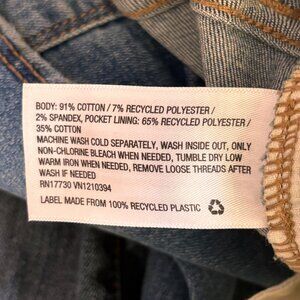 BODY: 91% COTTON / 7% RECYCLED POLYESTER /
2% SPANDEX, POCKET LINING: 65% RECYCLED POLYESTER /
35% COTTON
MACHINE WASH COLD SEPARATELY, WASH INSIDE OUT, ONLY
NON-CHLORINE BLEACH WHEN NEEDED, TUMBLE DRY LOW
WARM IRON WHEN NEEDED, REMOVE LOOSE THREADS AFTER
WASH IF NEEDED
RN17730 VN1210394
LABEL MADE FROM 100% RECYCLED PLASTIC